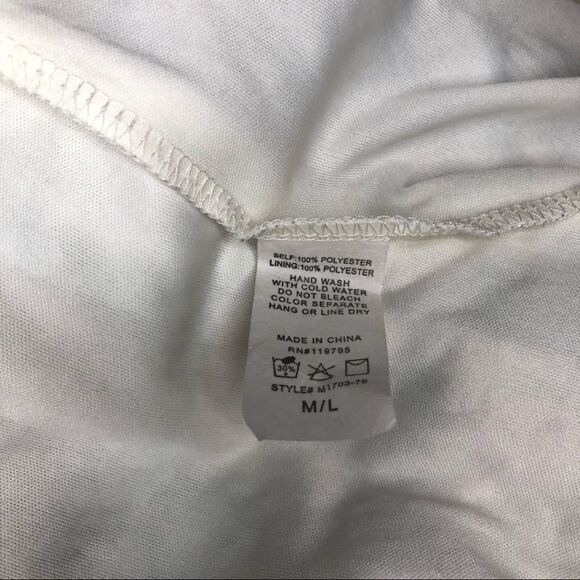 SELF:100% POLYESTER
LINING:100% POLYESTER
HAND WASH
WITH COLD WATER
DO NOT BLEACH
COLOR SEPARATE
HANG OR LINE DRY
MADE IN CHINA
RN#119795
30%
STYLE# M1703-76
M/L